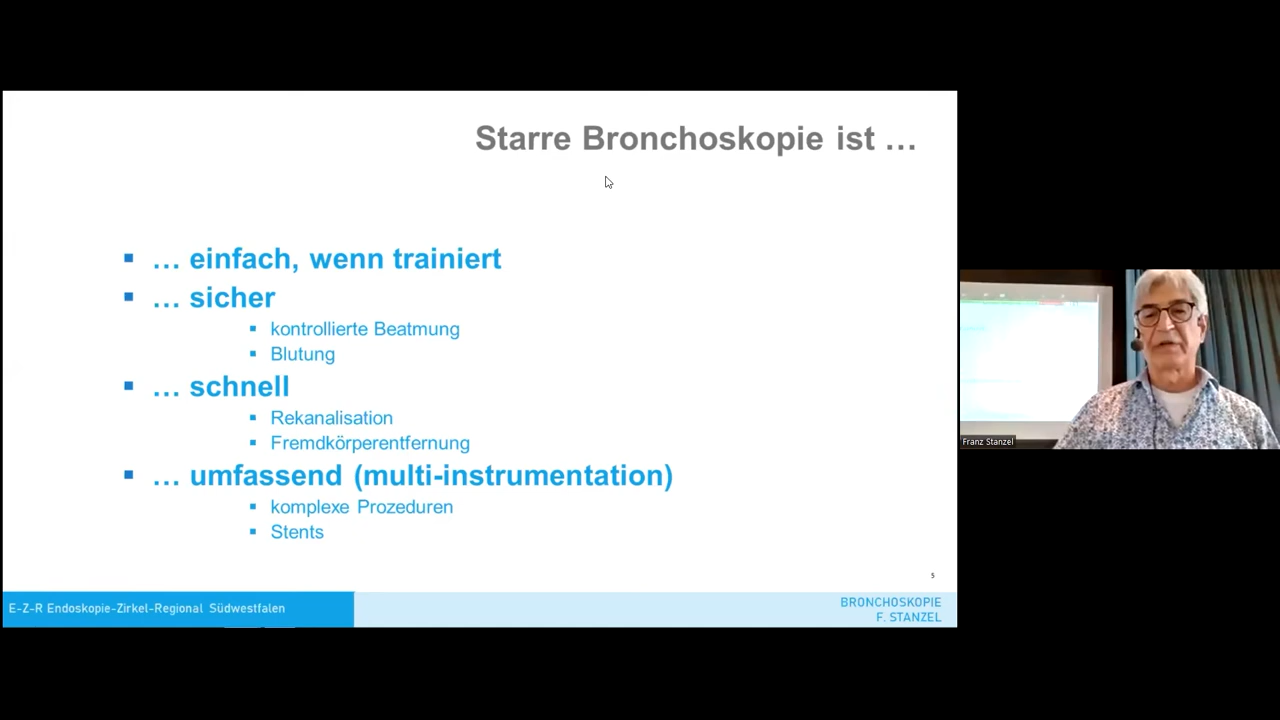 Starre Bronchoskopie ist …
… einfach, wenn trainiert
… sicher
kontrollierte Beatmung
Blutung
… schnell
Rekanalisation
Fremdkörperentfernung
… umfassend (multi-instrumentation)
komplexe Prozeduren
Stents
5
E-Z-R Endoskopie-Zirkel-Regional Südwestfalen
BRONCHOSKOPIE
F. STANZEL
Franz Stanzel